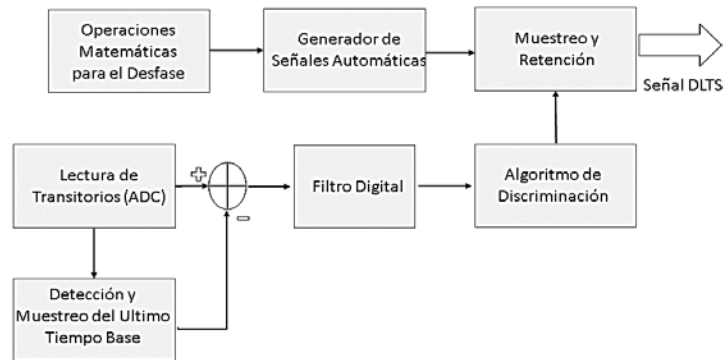 Operaciones
Matemáticas
para el Desfase
Generador de
Señales Automáticas
Muestreo y
Retención
Señal DLTS
Lectura de
Transitorios (ADC)
Filtro Digital
Algoritmo de
Discriminación
Detección y
Muestreo del Ultimo
Tiempo Base